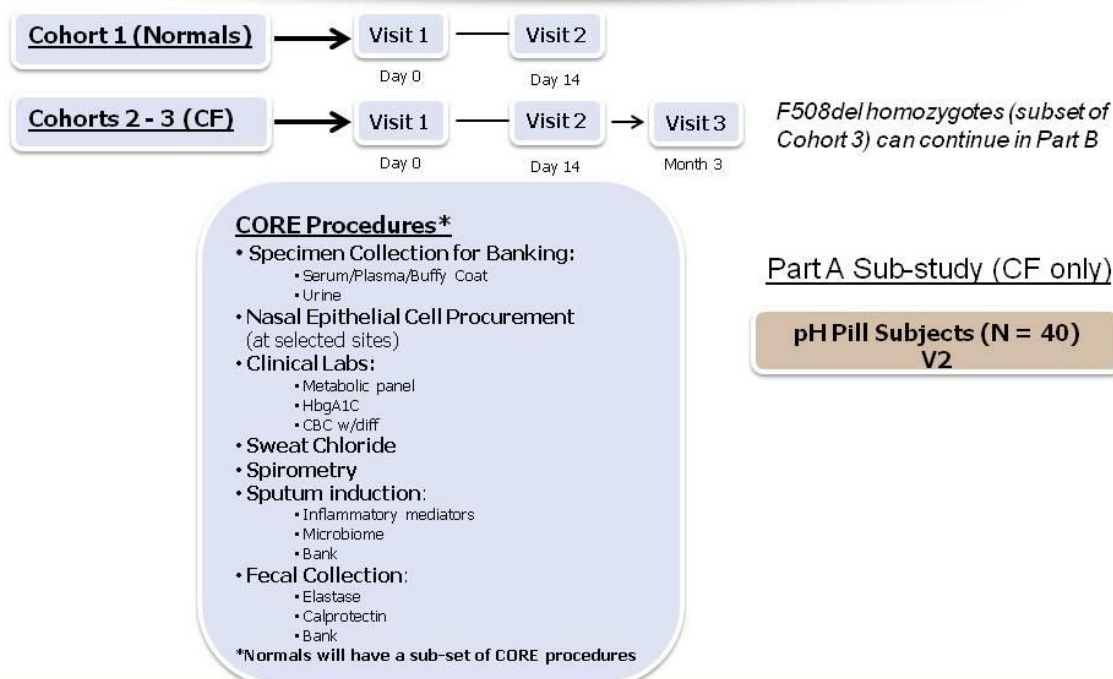 Cohort 1 (Normals)
Visit 1
Visit 2
Day 0
Day 14
Cohorts 2 - 3 (CF)
Visit 1
Visit 2
Visit 3
Day 0
Day 14
Month 3
F508del homozygotes (subset of
Cohort 3) can continue in Part B
CORE Procedures*
• Specimen Collection for Banking:
▪ Serum/Plasma/Buffy Coat
▪ Urine
• Nasal Epithelial Cell Procurement
(at selected sites)
• Clinical Labs:
▪ Metabolic panel
▪ HbgA1C
▪ CBC w/diff
• Sweat Chloride
• Spirometry
• Sputum induction:
▪ Inflammatory mediators
▪ Microbiome
▪ Bank
• Fecal Collection:
▪ Elastase
▪ Calprotectin
▪ Bank
*Normals will have a sub-set of CORE procedures
Part A Sub-study (CF only)
pH Pill Subjects (N = 40)
V2